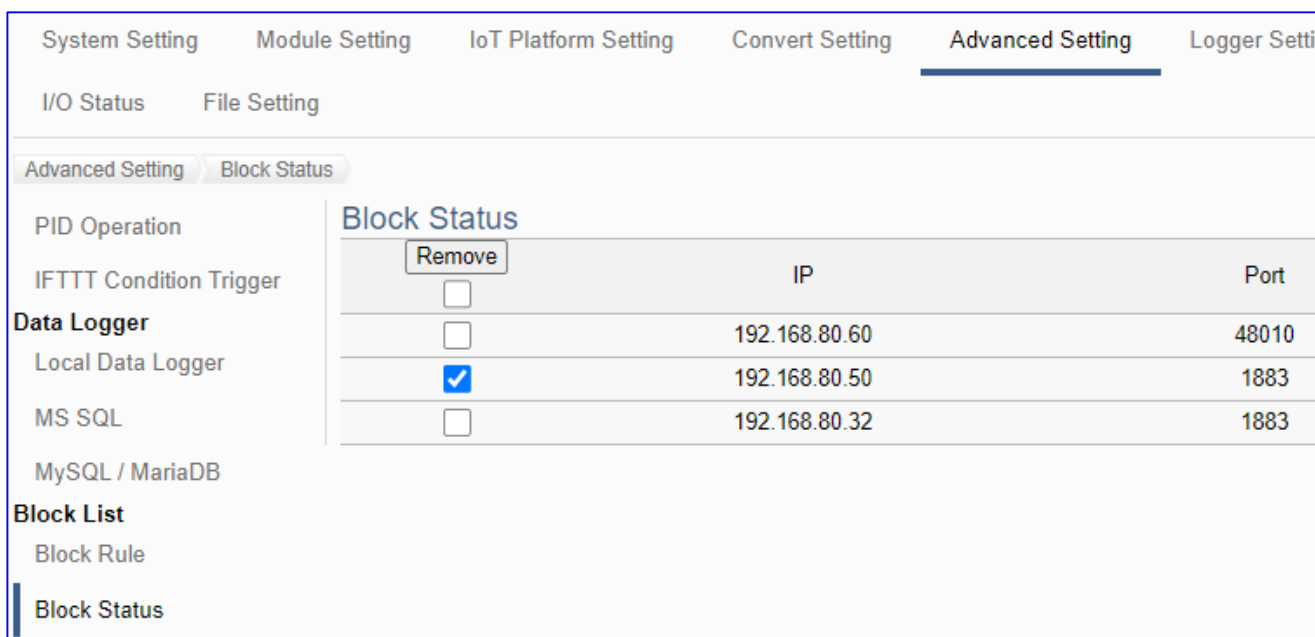 System Setting Module Setting IoT Platform Setting Convert Setting Advanced Setting Logger Setti
I/O Status File Setting
Advanced Setting Block Status
PID Operation
IFTTT Condition Trigger
Data Logger
Local Data Logger
MS SQL
MySQL / MariaDB
Block List
Block Rule
Block Status
Block Status
Remove IP Port
192.168.80.60 48010
192.168.80.50 1883
192.168.80.32 1883